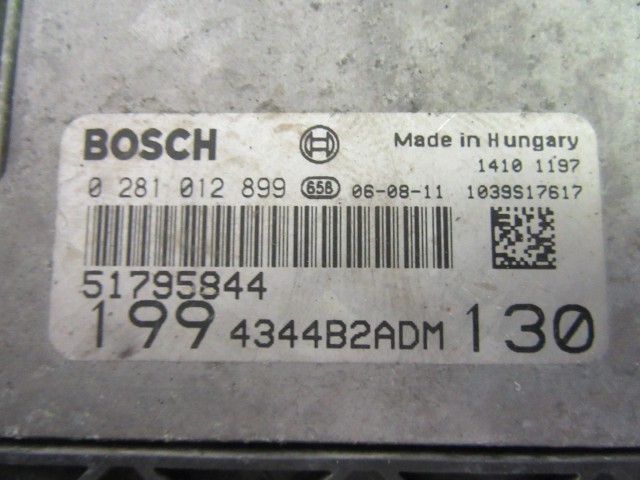 BOSCH Made in Hungary
1410 1197
0 281 012 899 658 06-08-11 1039S17617
51795844
199 4344B2ADM 130